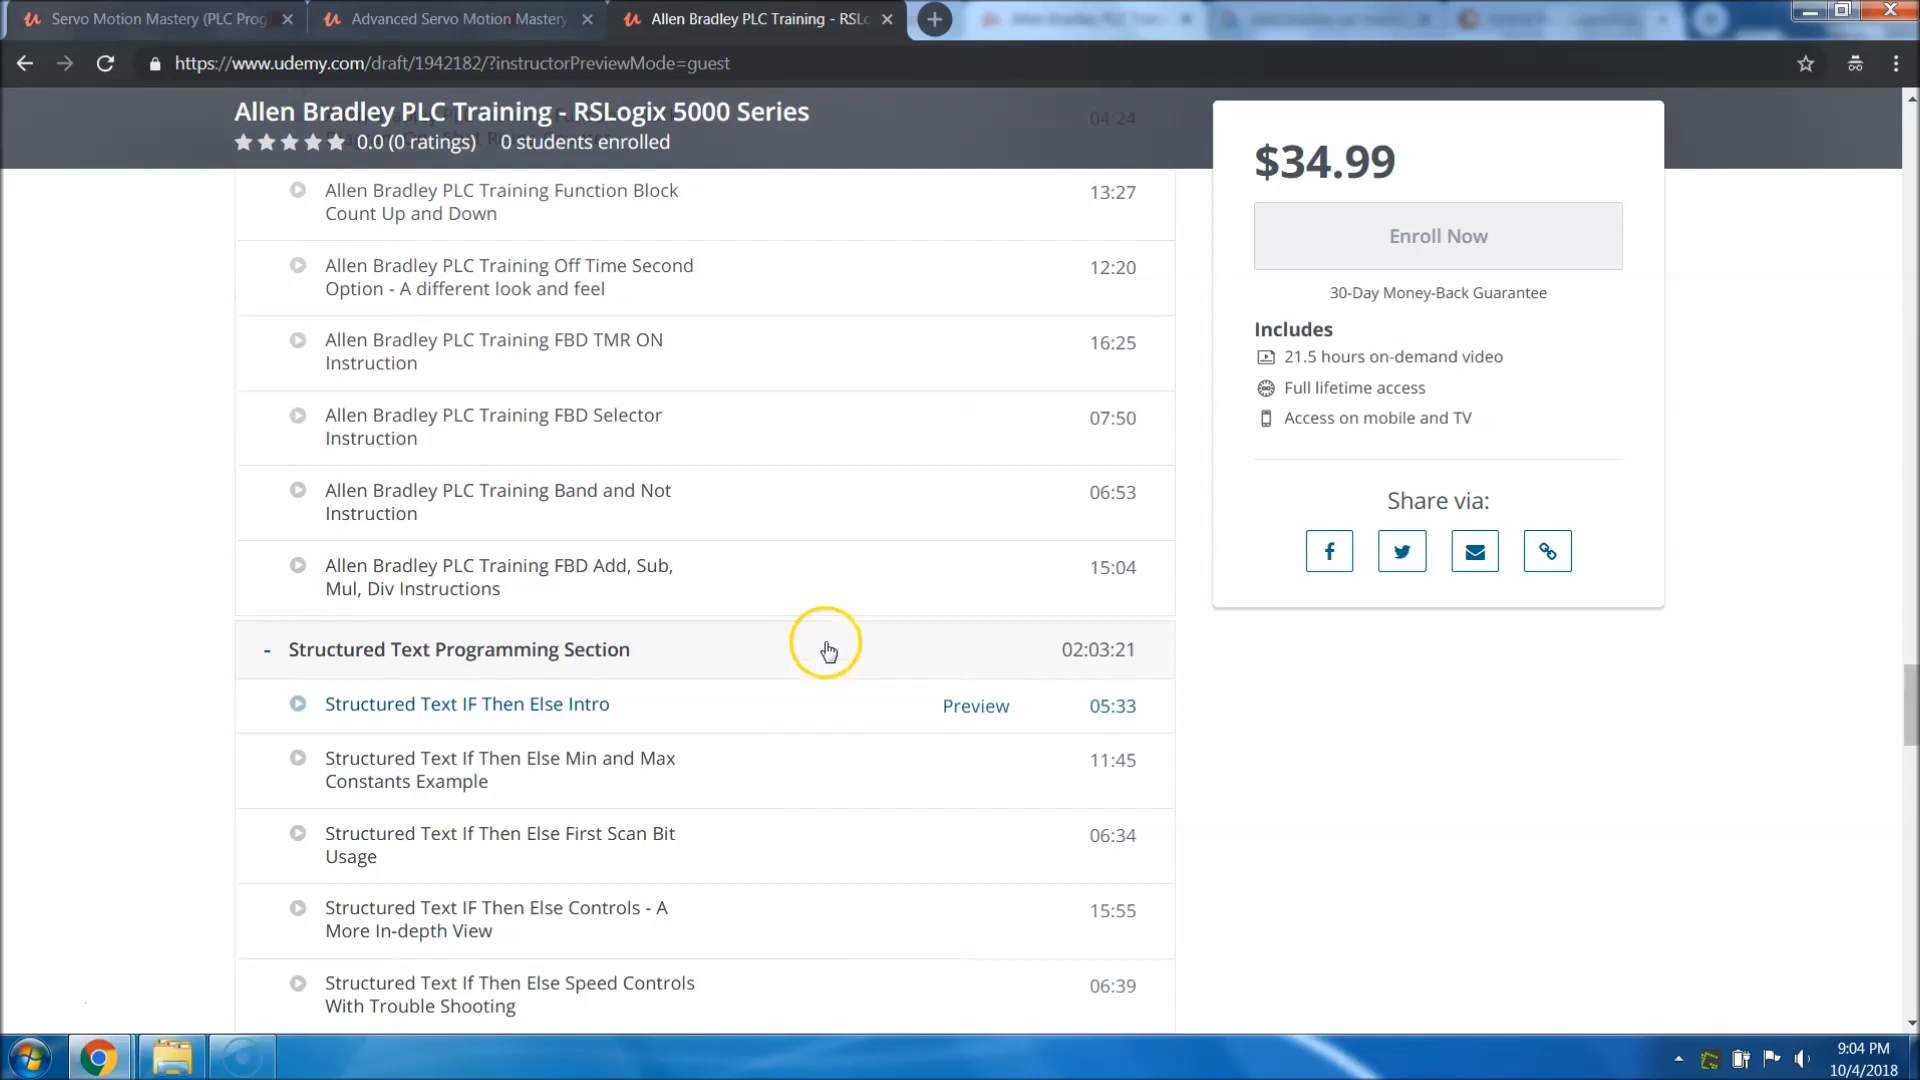 Servo Motion Mastery (PLC Prog
Advanced Servo Motion Mastery
Allen Bradley PLC Training - RSLo
https://www.udemy.com/draft/1942182/?instructorPreviewMode=guest
Allen Bradley PLC Training - RSLogix 5000 Series
04:24
0.0 (0 ratings) 0 students enrolled
Allen Bradley PLC Training Function Block
Count Up and Down
13:27
Allen Bradley PLC Training Off Time Second
Option - A different look and feel
12:20
Allen Bradley PLC Training FBD TMR ON
Instruction
16:25
Allen Bradley PLC Training FBD Selector
Instruction
07:50
Allen Bradley PLC Training Band and Not
Instruction
06:53
Allen Bradley PLC Training FBD Add, Sub,
Mul, Div Instructions
15:04
- Structured Text Programming Section 02:03:21
Structured Text IF Then Else Intro Preview 05:33
Structured Text If Then Else Min and Max
Constants Example
11:45
Structured Text If Then Else First Scan Bit
Usage
06:34
Structured Text IF Then Else Controls - A
More In-depth View
15:55
Structured Text If Then Else Speed Controls
With Trouble Shooting
06:39
$34.99
Enroll Now
30-Day Money-Back Guarantee
Includes
21.5 hours on-demand video
Full lifetime access
Access on mobile and TV
Share via:
9:04 PM
10/4/2018